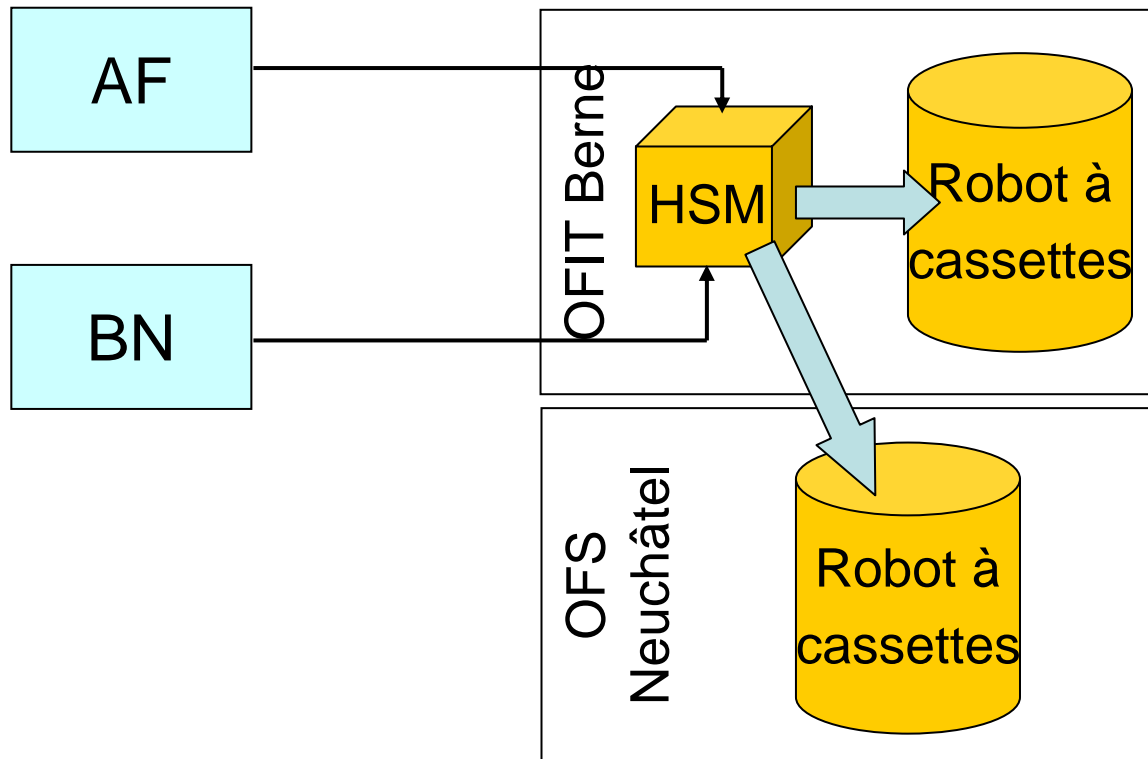 AF
OFIT Berne
HSM
Robot à
cassettes
BN
OFS
Neuchâtel
Robot à
cassettes